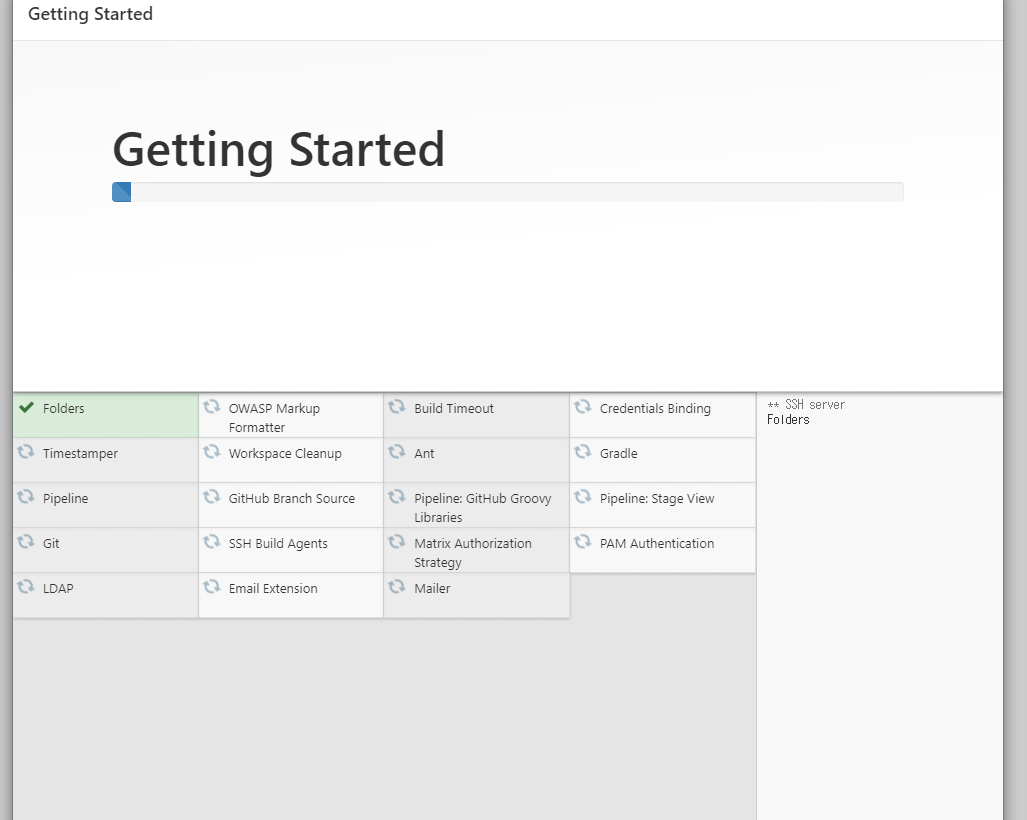 Getting Started
Getting Started
Folders
OWASP Markup
Formatter
Build Timeout
Credentials Binding
Timestamper
Workspace Cleanup
Ant
Gradle
Pipeline
GitHub Branch Source
Pipeline: GitHub Groovy
Libraries
Pipeline: Stage View
Git
SSH Build Agents
Matrix Authorization
Strategy
PAM Authentication
LDAP
Email Extension
Mailer
** SSH server
Folders